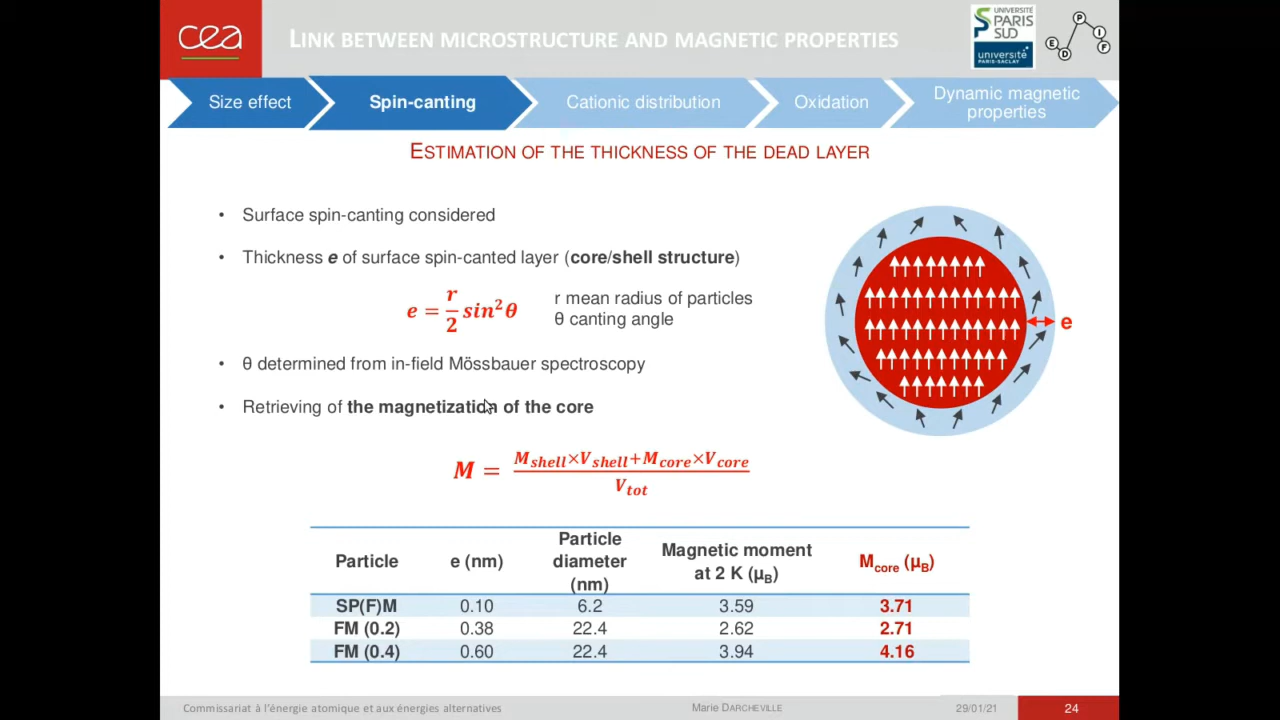 cea
LINK BETWEEN MICROSTRUCTURE AND MAGNETIC PROPERTIES
UNIVERSITÉ
PARIS
SUD
université
PARIS-SACLAY
E D P I F
Size effect
Spin-canting
Cationic distribution
Oxidation
Dynamic magnetic
properties
ESTIMATION OF THE THICKNESS OF THE DEAD LAYER
• Surface spin-canting considered
• Thickness e of surface spin-canted layer (core/shell structure)
e = r/2 sin²θ
r mean radius of particles
θ canting angle
e
• θ determined from in-field Mössbauer spectroscopy
• Retrieving of the magnetization of the core
M = (M_shell×V_shell+M_core×V_core)/V_tot
Particle e (nm) Particle diameter (nm) Magnetic moment at 2 K (μB) Mcore (μB)
SP(F)M 0.10 6.2 3.59 3.71
FM (0.2) 0.38 22.4 2.62 2.71
FM (0.4) 0.60 22.4 3.94 4.16
Commissariat à l'énergie atomique et aux énergies alternatives
Marie DARCHEVILLE
29/01/21
24